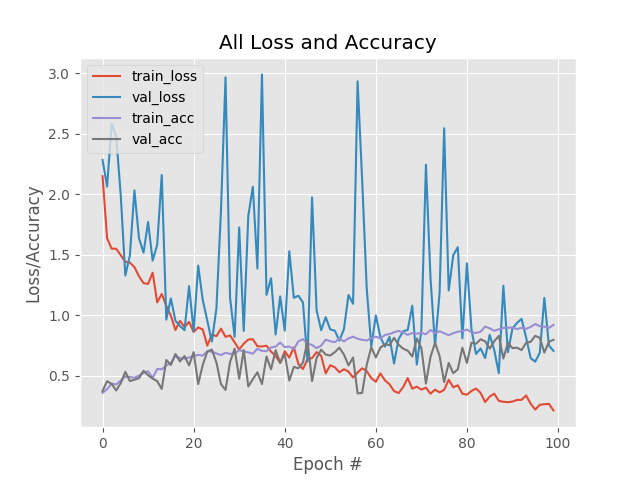 All Loss and Accuracy
train_loss
val_loss
train_acc
val_acc
Loss/Accuracy
3.0
2.5
2.0
1.5
1.0
0.5
0 20 40 60 80 100
Epoch #